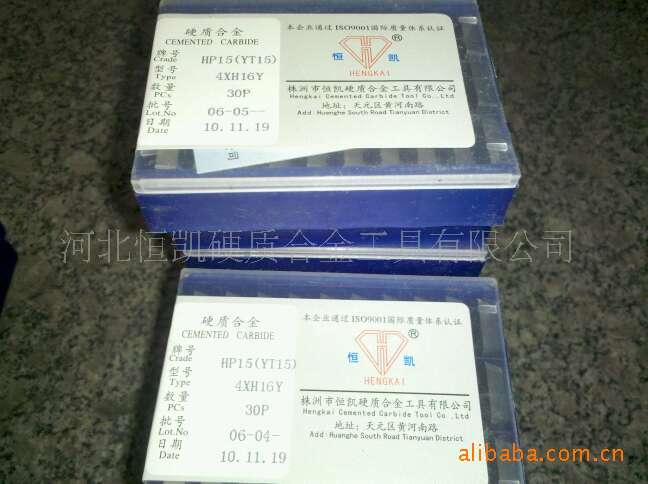 硬质合金
CEMENTED CARBIDE
牌号 HP15(YT15)
Crade
型号 4XH16Y
Type
数量 30P
PCs
批号 06-05--
Lot.No
日期 10.11.19
Date
本企业通过ISO9001国际质量体系认证
恒 凯 ®
HENGKAI
株洲市恒凯硬质合金工具有限公司
Hengkai Cemented Carbide Tool Co.,Ltd
地址:天元区黄河南路
Add:Huanghe South Road Tianyuan District
司
河北恒凯硬质合金工具有限公司
硬质合金
CEMENTED CARBIDE
牌号 HP15(YT15)
Crade
型号 4XH16Y
Type
数量 30P
PCs
批号 06-04-
Lot.No
日期 10.11.19
Date
本企业通过ISO9001国际质量体系认证
恒 凯 ®
HENGKAI
株洲市恒凯硬质合金工具有限公司
Hengkai Cemented Carbide Tool Co.,Ltd
地址:天元区黄河南路
Add:Huanghe South Road Tianyuan District
alibaba.com.cn